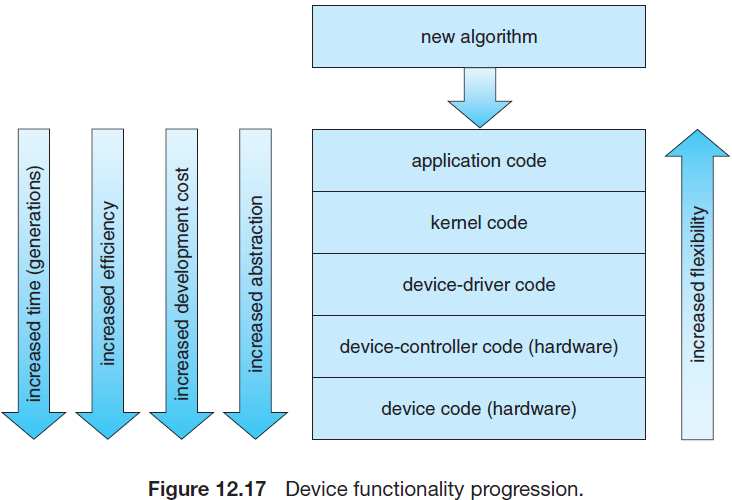 new algorithm
increased time (generations)
increased efficiency
increased development cost
increased abstraction
application code
kernel code
device-driver code
device-controller code (hardware)
device code (hardware)
increased flexibility
Figure 12.17 Device functionality progression.